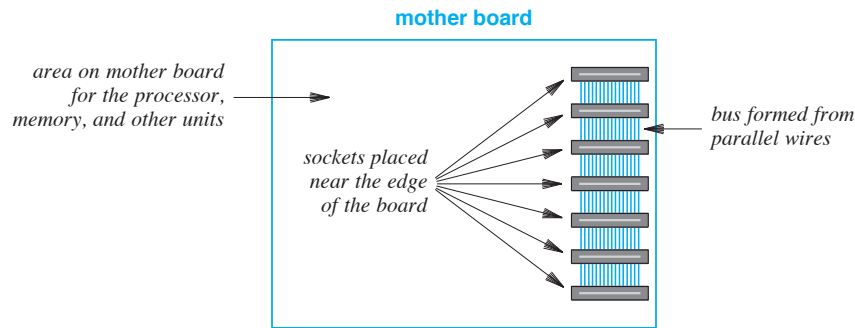 mother board
area on mother board
for the processor,
memory, and other units
sockets placed
near the edge
of the board
bus formed from
parallel wires